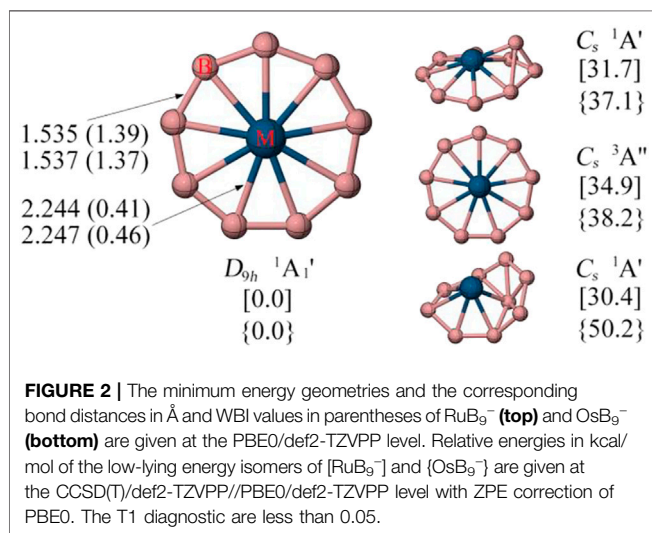 B
M
1.535 (1.39)
1.537 (1.37)
2.244 (0.41)
2.247 (0.46)
D9h ¹A₁'
[0.0]
{0.0}
Cs ¹A'
[31.7]
{37.1}
Cs ³A"
[34.9]
{38.2}
Cs ¹A'
[30.4]
{50.2}
FIGURE 2 | The minimum energy geometries and the corresponding
bond distances in Å and WBI values in parentheses of RuB₉⁻ (top) and OsB₉⁻
(bottom) are given at the PBE0/def2-TZVPP level. Relative energies in kcal/
mol of the low-lying energy isomers of [RuB₉⁻] and {OsB₉⁻} are given at
the CCSD(T)/def2-TZVPP//PBE0/def2-TZVPP level with ZPE correction of
PBE0. The T1 diagnostic are less than 0.05.